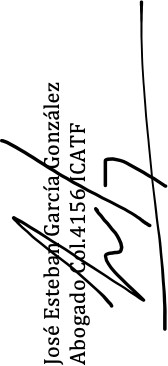 José Esteban García González
Abogado Col.4156 ICATF